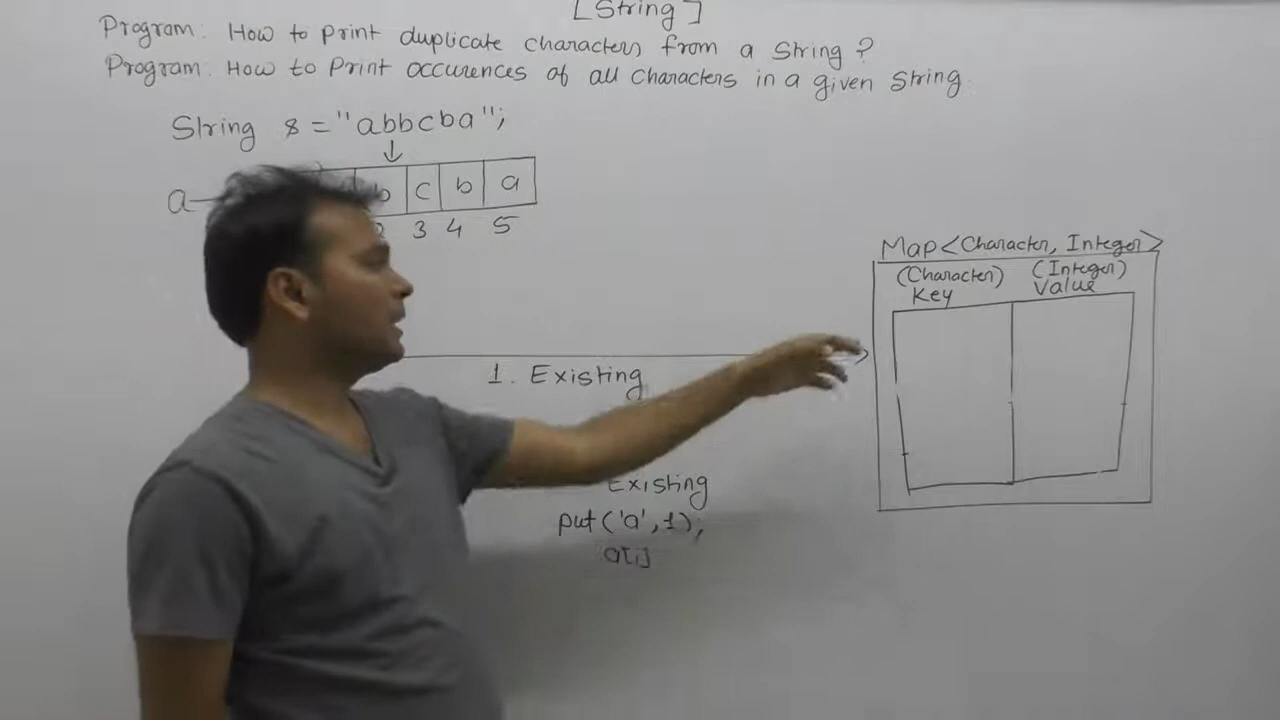 [String]
Program: How to print duplicate characters from a String?
Program: How to Print occurences of all characters in a given String
String s = "abbcba";
a b c b a
3 4 5
Map<Character, Integer>
(Character) (Integer)
Key Value
1. Existing
Existing
put('a',1);
a[i]